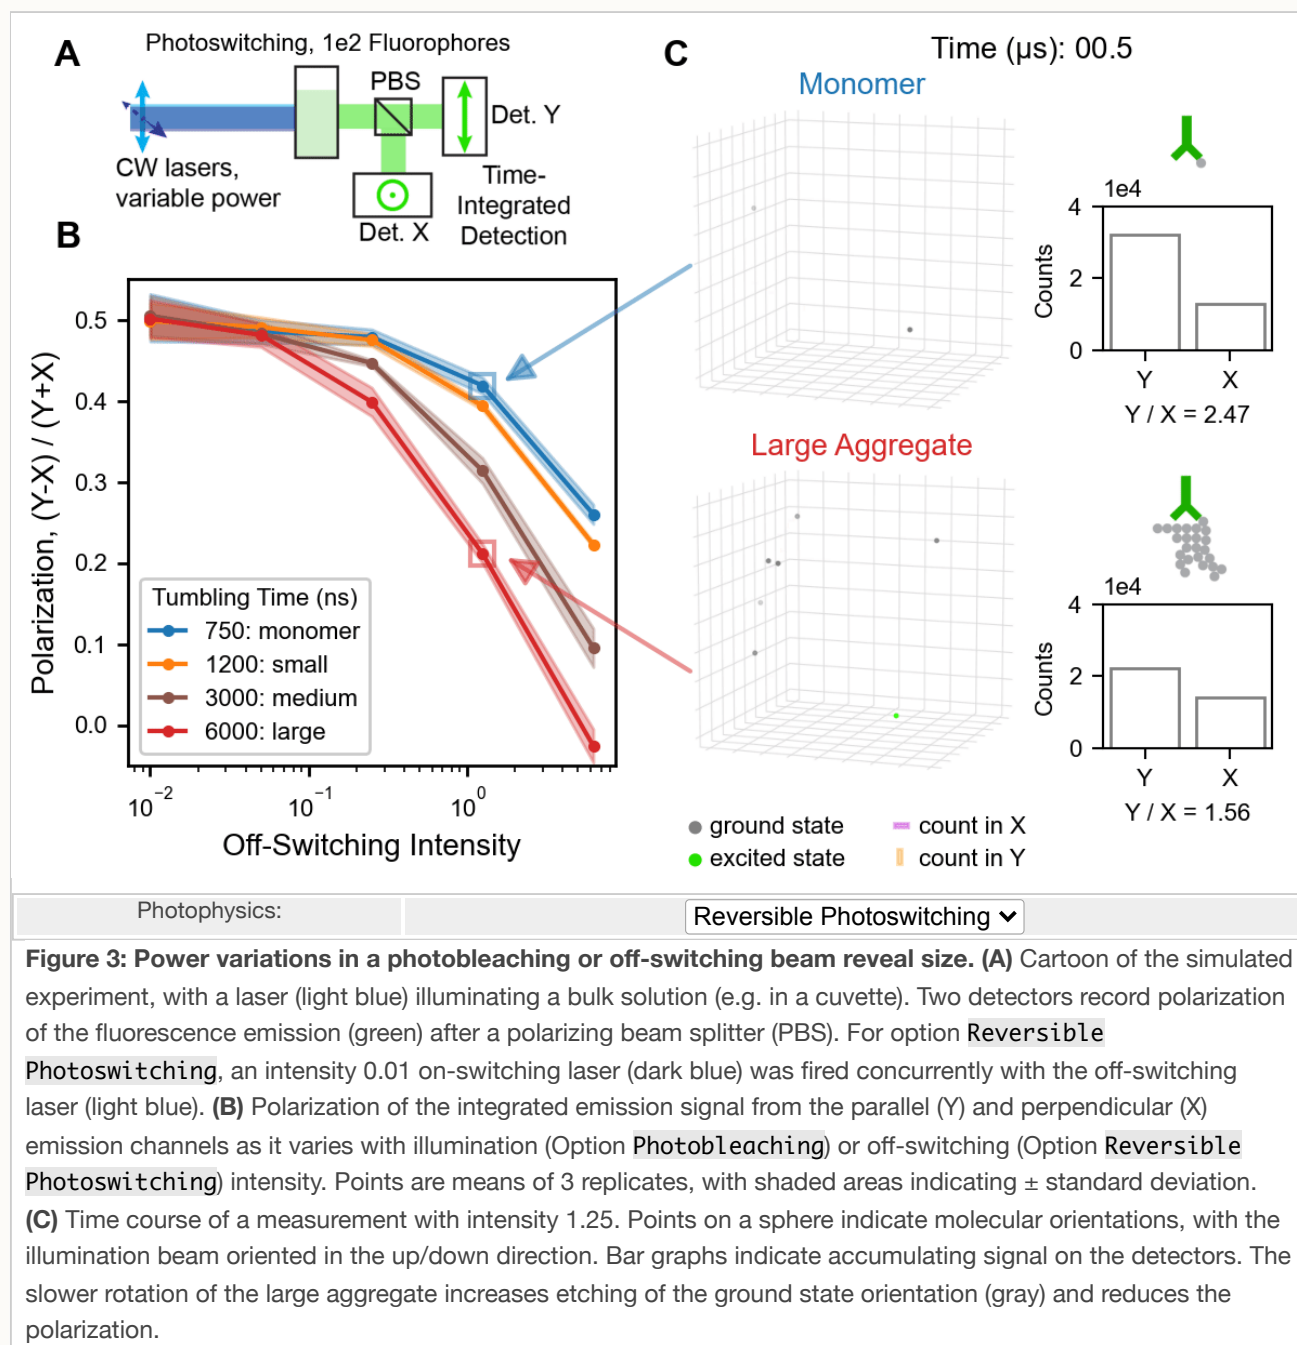 A
Photoswitching, 1e2 Fluorophores
PBS
Det. Y
CW lasers,
variable power
Det. X
Time-
Integrated
Detection
B
Polarization, (Y-X) / (Y+X)
0.5
0.4
0.3
0.2
0.1
0.0
Tumbling Time (ns)
750: monomer
1200: small
3000: medium
6000: large
10⁻² 10⁻¹ 10⁰
Off-Switching Intensity
C
Time (µs): 00.5
Monomer
1e4
Counts
4
2
0
Y X
Y / X = 2.47
Large Aggregate
1e4
Counts
4
2
0
Y X
Y / X = 1.56
ground state
count in X
excited state
count in Y
Photophysics:
Reversible Photoswitching
Figure 3: Power variations in a photobleaching or off-switching beam reveal size. (A) Cartoon of the simulated
experiment, with a laser (light blue) illuminating a bulk solution (e.g. in a cuvette). Two detectors record polarization
of the fluorescence emission (green) after a polarizing beam splitter (PBS). For option Reversible
Photoswitching, an intensity 0.01 on-switching laser (dark blue) was fired concurrently with the off-switching
laser (light blue). (B) Polarization of the integrated emission signal from the parallel (Y) and perpendicular (X)
emission channels as it varies with illumination (Option Photobleaching) or off-switching (Option Reversible
Photoswitching) intensity. Points are means of 3 replicates, with shaded areas indicating ± standard deviation.
(C) Time course of a measurement with intensity 1.25. Points on a sphere indicate molecular orientations, with the
illumination beam oriented in the up/down direction. Bar graphs indicate accumulating signal on the detectors. The
slower rotation of the large aggregate increases etching of the ground state orientation (gray) and reduces the
polarization.